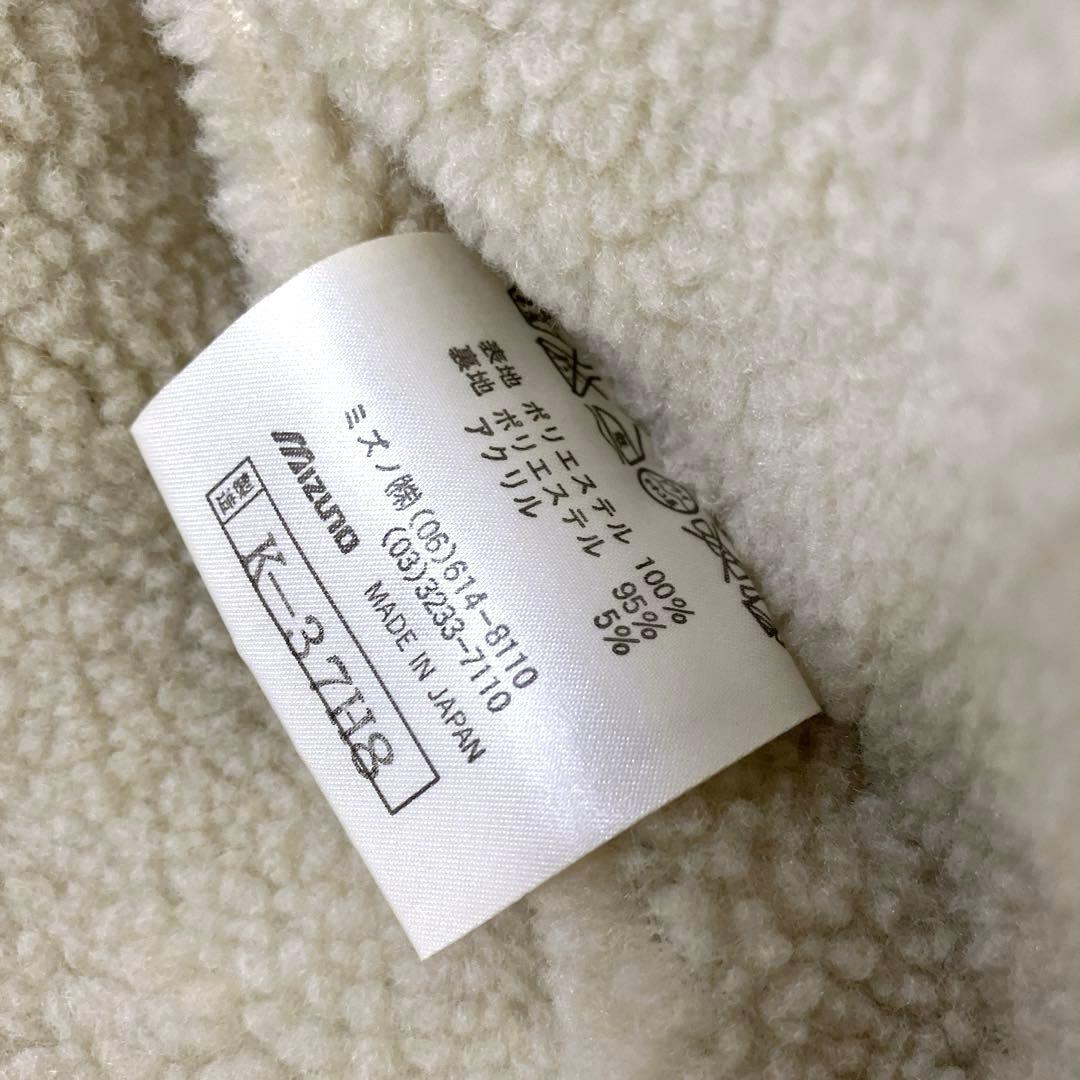 表地 ポリエステル 100%
裏地 ポリエステル 95%
アクリル 5%
ミズノ㈱(06)614-8110
(03)3233-7110
MIZUNO MADE IN JAPAN
製造 K-37H8